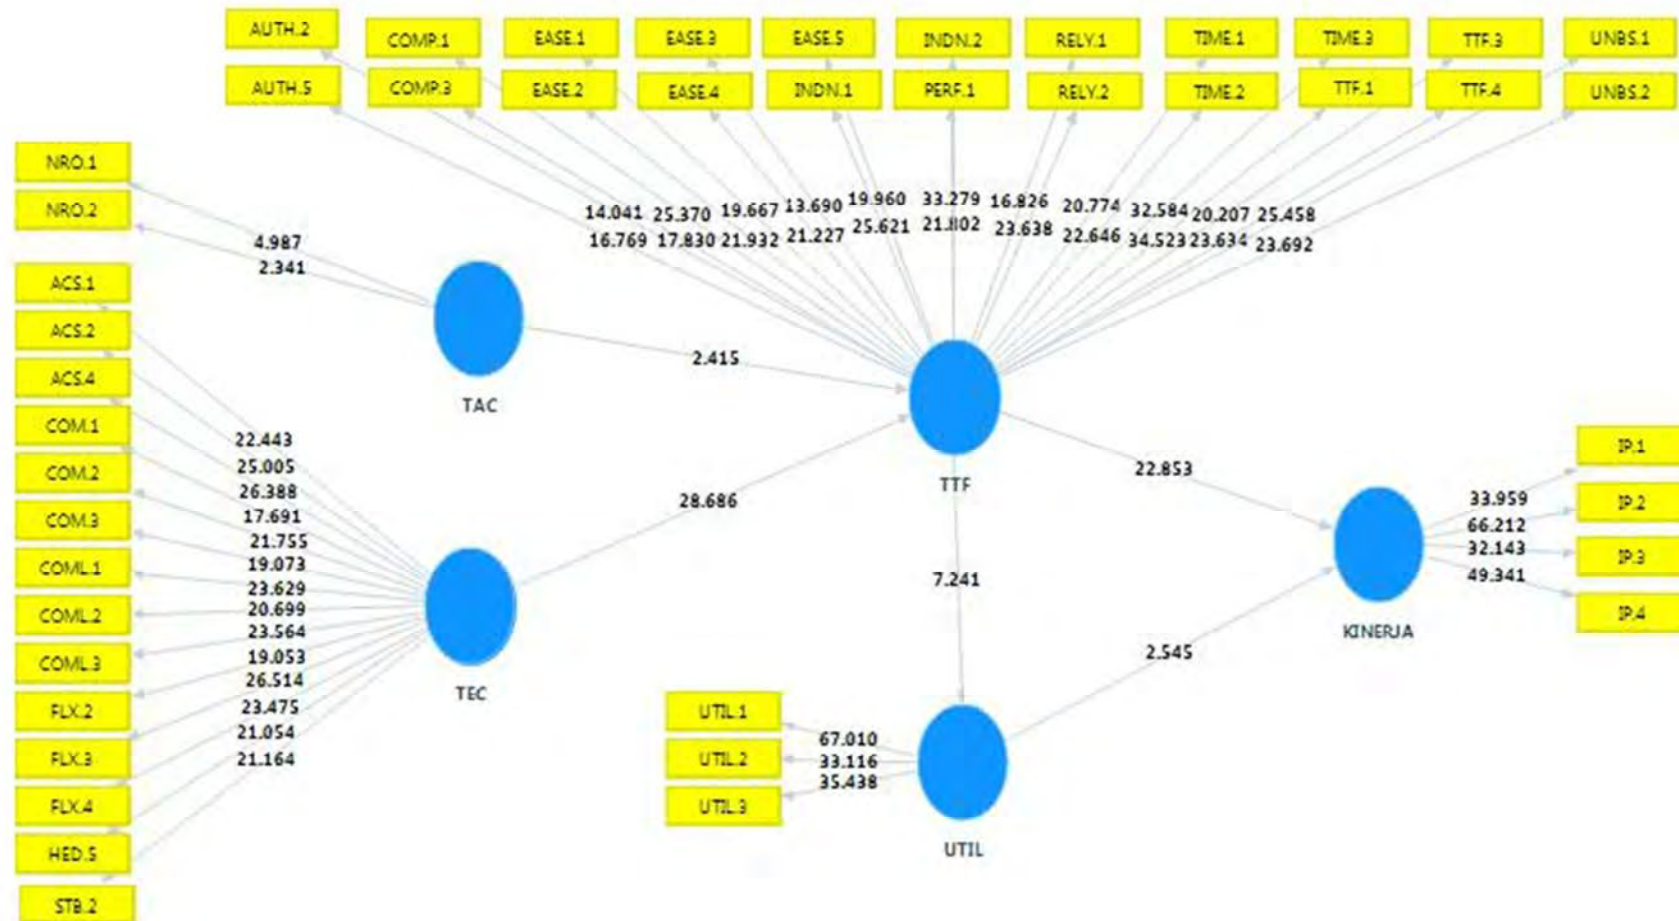 AUTH.2 COMP.1 EASE.1 EASE.3 EASE.5 INDN.2 RELY.1 TIME.1 TIME.3 TTF.3 UNBS.1
AUTH.5 COMP.3 EASE.2 EASE.4 INDN.1 PERF.1 RELY.2 TIME.2 TTF.1 TTF.4 UNBS.2
14.041 25.370 19.667 13.690 19.960 33.279 16.826 20.774 32.584 20.207 25.458
16.769 17.830 21.932 21.227 25.621 21.802 23.638 22.646 34.523 23.634 23.692
NRO.1
NRO.2
4.987
2.341
TAC
2.415
ACS.1
ACS.2
ACS.4
COM.1
COM.2
COM.3
COML.1
COML.2
COML.3
FLX.2
FLX.3
FLX.4
HED.5
STB.2
22.443
25.005
26.388
17.691
21.755
19.073
23.629
20.699
23.564
19.053
26.514
23.475
21.054
21.164
TEC
28.686
TTF
22.853
7.241
2.545
KINERJA
33.959
66.212
32.143
49.341
IP.1
IP.2
IP.3
IP.4
UTIL.1
UTIL.2
UTIL.3
67.010
33.116
35.438
UTIL